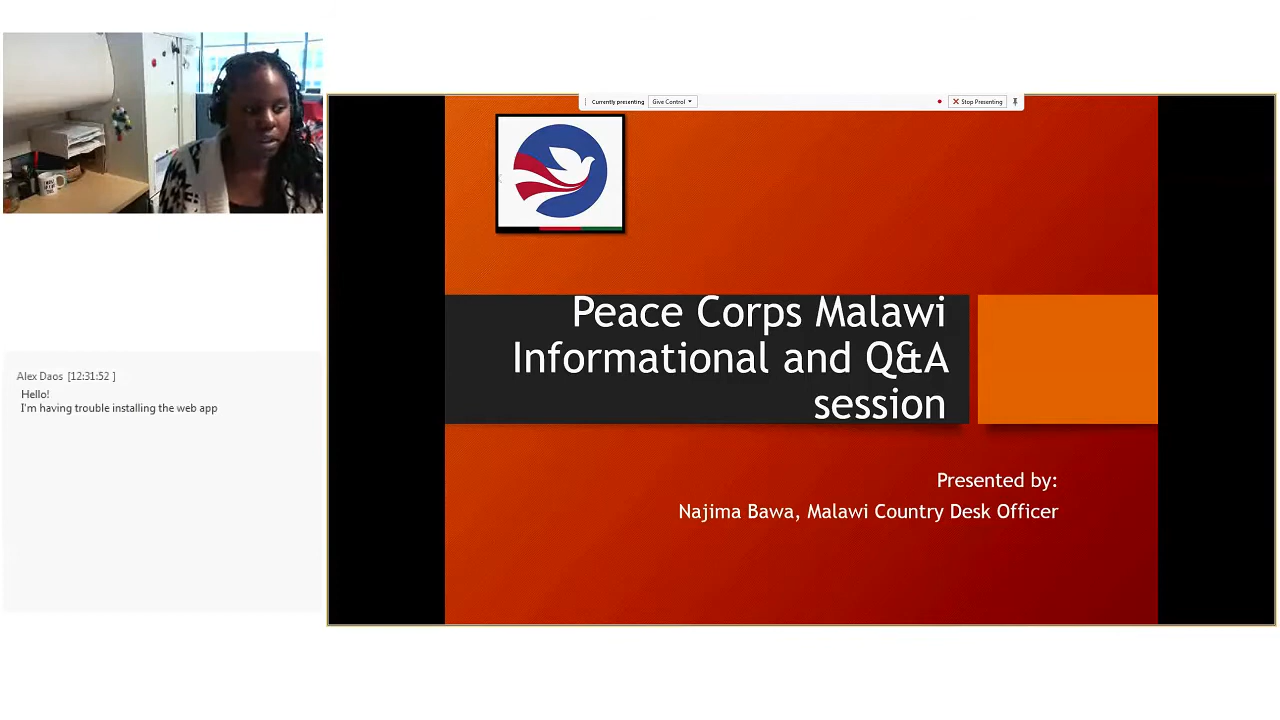 Currently presenting
Give Control
Stop Presenting
Peace Corps Malawi
Informational and Q&A
session
Presented by:
Najima Bawa, Malawi Country Desk Officer
Alex Daos [12:31:52 ]
Hello!
I'm having trouble installing the web app